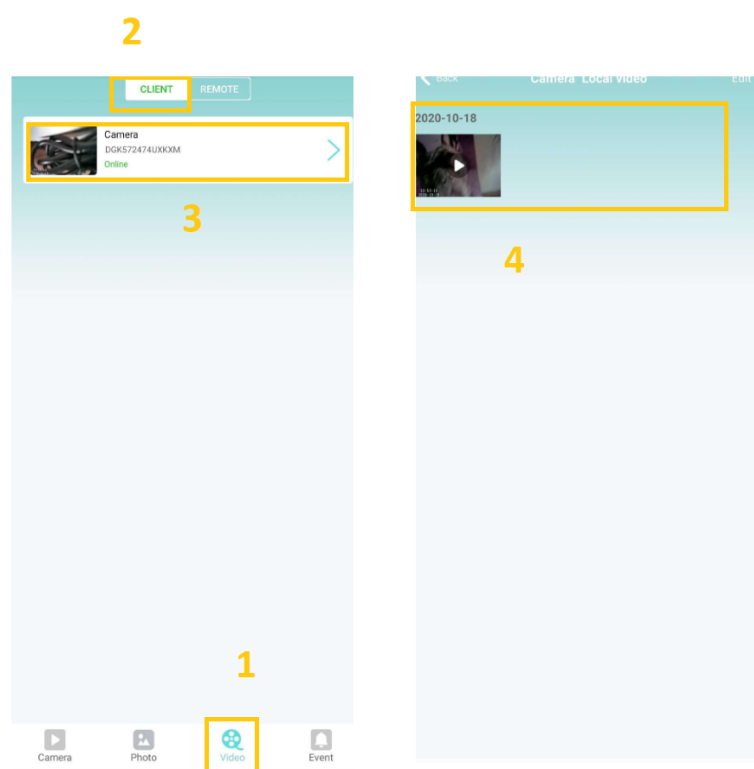 2
CLIENT REMOTE
Camera
DGK572474UXKXM
Online
3
1
Camera Photo Video Event
Back Camera Local Video Edit
2020-10-18
4